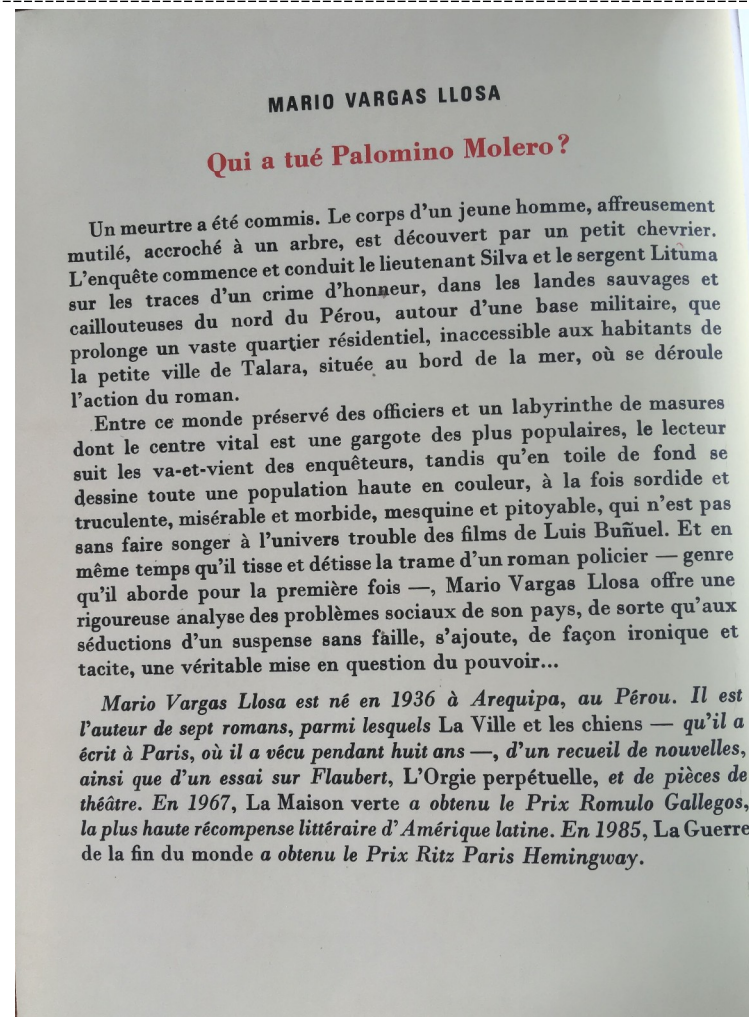 MARIO VARGAS LLOSA
Qui a tué Palomino Molero ?
Un meurtre a été commis. Le corps d'un jeune homme, affreusement
mutilé, accroché à un arbre, est découvert par un petit chevrier.
L'enquête commence et conduit le lieutenant Silva et le sergent Lituma
sur les traces d'un crime d'honneur, dans les landes sauvages et
caillouteuses du nord du Pérou, autour d'une base militaire, que
prolonge un vaste quartier résidentiel, inaccessible aux habitants de
la petite ville de Talara, située au bord de la mer, où se déroule
l'action du roman.
Entre ce monde préservé des officiers et un labyrinthe de masures
dont le centre vital est une gargote des plus populaires, le lecteur
suit les va-et-vient des enquêteurs, tandis qu'en toile de fond se
dessine toute une population haute en couleur, à la fois sordide et
truculente, misérable et morbide, mesquine et pitoyable, qui n'est pas
sans faire songer à l'univers trouble des films de Luis Buñuel. Et en
même temps qu'il tisse et détisse la trame d'un roman policier — genre
qu'il aborde pour la première fois —, Mario Vargas Llosa offre une
rigoureuse analyse des problèmes sociaux de son pays, de sorte qu'aux
séductions d'un suspense sans faille, s'ajoute, de façon ironique et
tacite, une véritable mise en question du pouvoir...
Mario Vargas Llosa est né en 1936 à Arequipa, au Pérou. Il est
l'auteur de sept romans, parmi lesquels La Ville et les chiens — qu'il a
écrit à Paris, où il a vécu pendant huit ans —, d'un recueil de nouvelles,
ainsi que d'un essai sur Flaubert, L'Orgie perpétuelle, et de pièces de
théâtre. En 1967, La Maison verte a obtenu le Prix Romulo Gallegos,
la plus haute récompense littéraire d'Amérique latine. En 1985, La Guerre
de la fin du monde a obtenu le Prix Ritz Paris Hemingway.